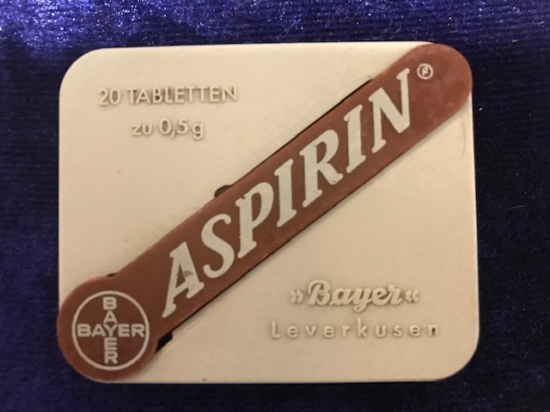 20 TABLETTEN
zu 0,5g
ASPIRIN®
BAYER
BAYER
»Bayer«
Leverkusen